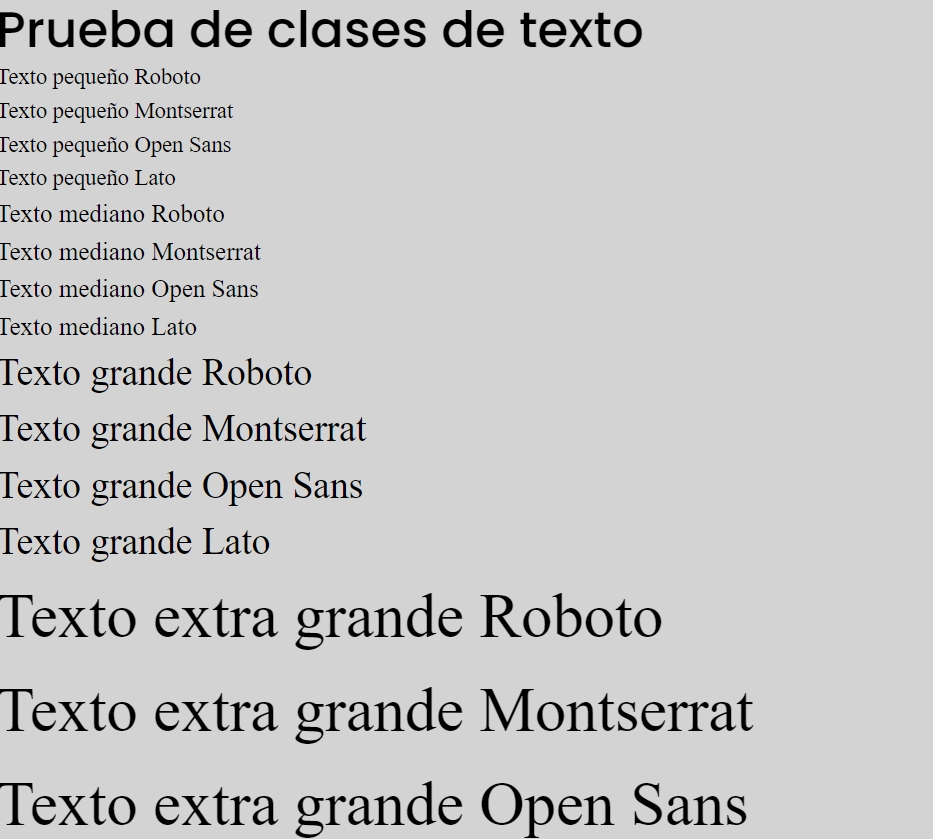 Prueba de clases de texto
Texto pequeño Roboto
Texto pequeño Montserrat
Texto pequeño Open Sans
Texto pequeño Lato
Texto mediano Roboto
Texto mediano Montserrat
Texto mediano Open Sans
Texto mediano Lato
Texto grande Roboto
Texto grande Montserrat
Texto grande Open Sans
Texto grande Lato
Texto extra grande Roboto
Texto extra grande Montserrat
Texto extra grande Open Sans